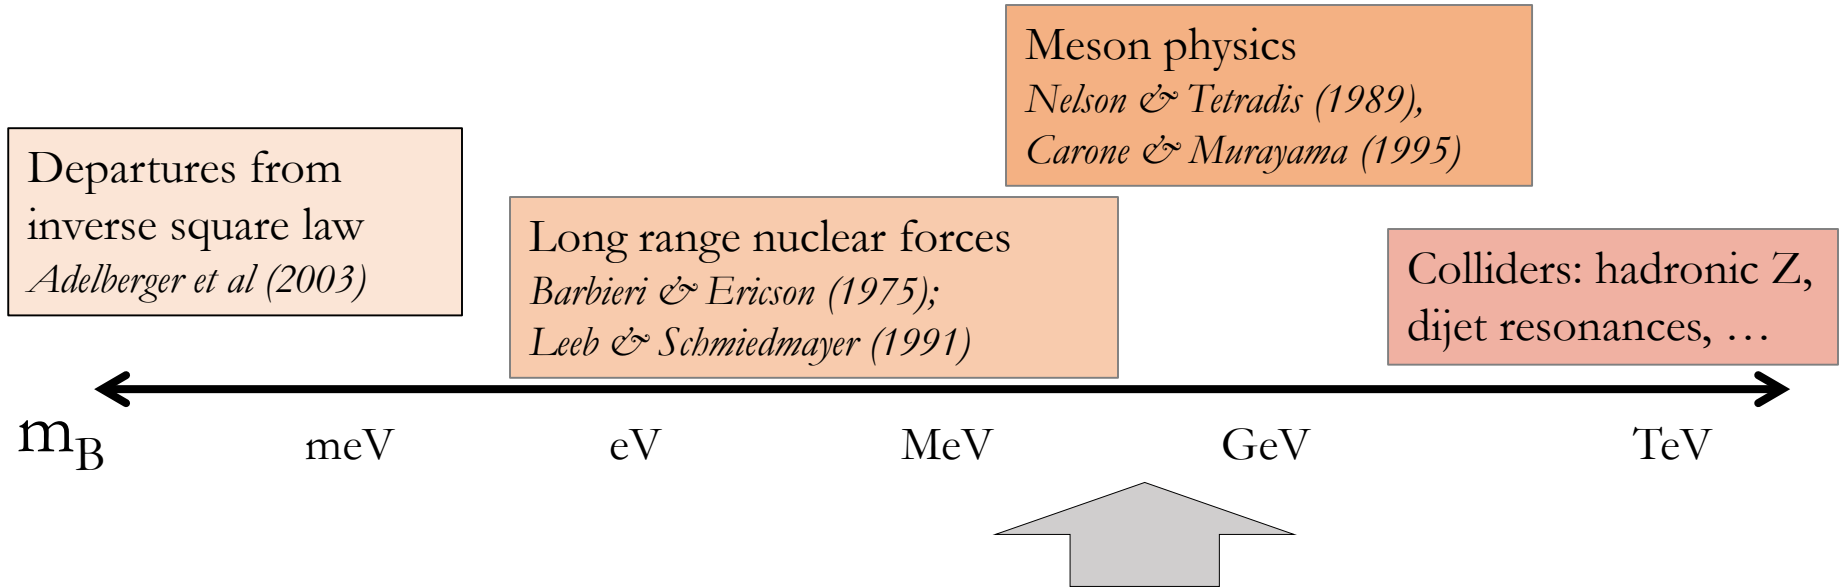 Meson physics
Nelson & Tetradis (1989),
Carone & Murayama (1995)
Departures from
inverse square law
Adelberger et al (2003)
Long range nuclear forces
Barbieri & Ericson (1975);
Leeb & Schmiedmayer (1991)
Colliders: hadronic Z,
dijet resonances, …
m_B meV eV MeV GeV TeV